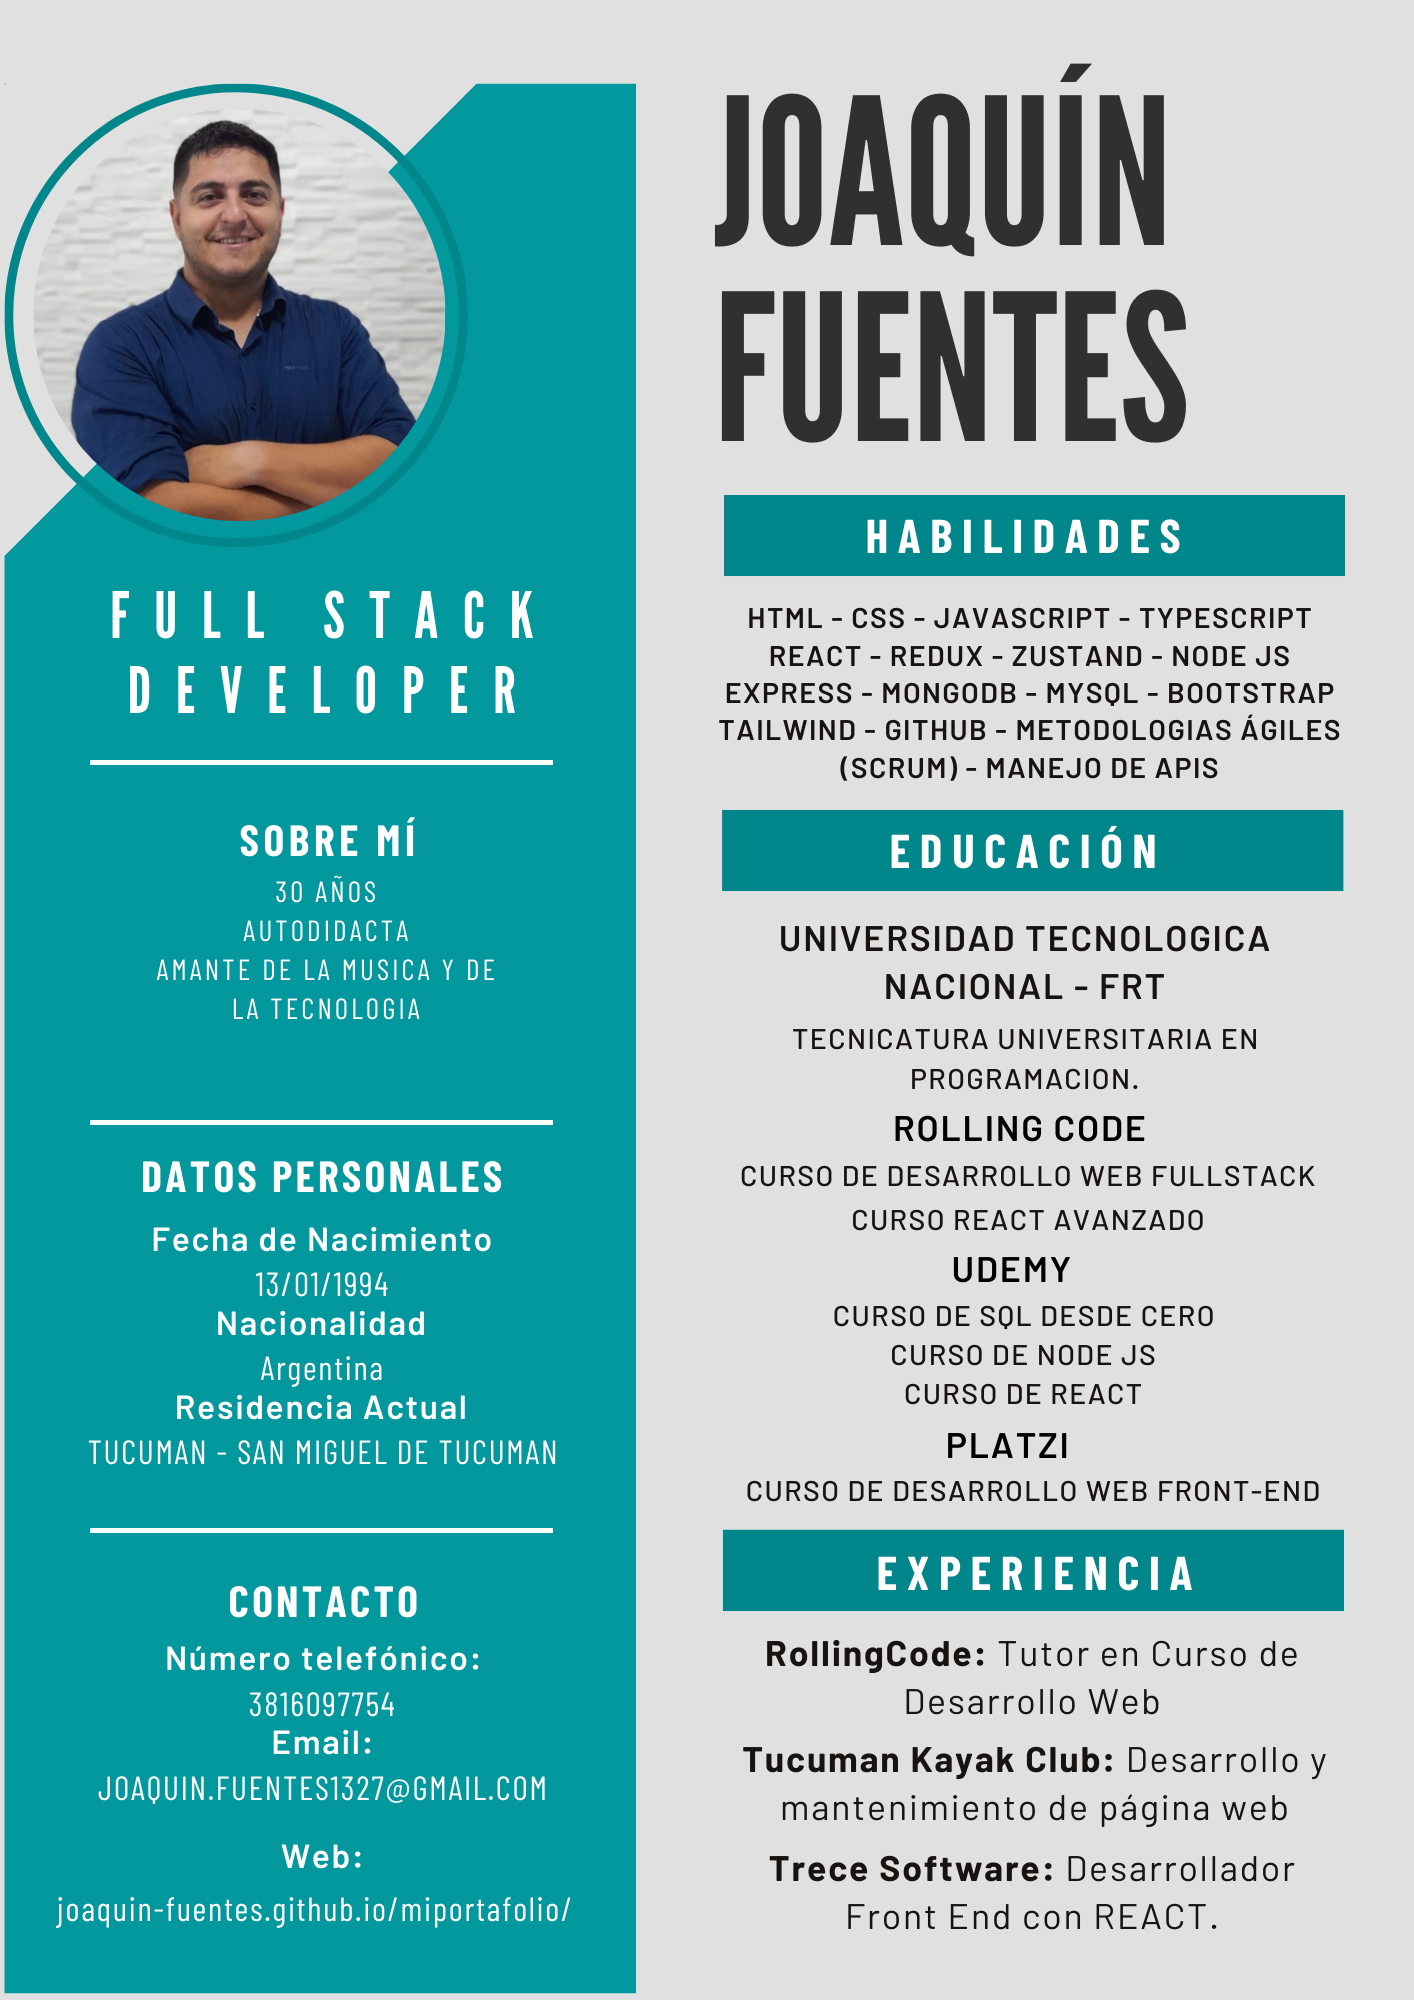 FULL STACK
DEVELOPER
SOBRE MÍ
30 AÑOS
AUTODIDACTA
AMANTE DE LA MUSICA Y DE
LA TECNOLOGIA
DATOS PERSONALES
Fecha de Nacimiento
13/01/1994
Nacionalidad
Argentina
Residencia Actual
TUCUMAN - SAN MIGUEL DE TUCUMAN
CONTACTO
Número telefónico:
3816097754
Email:
JOAQUIN.FUENTES1327@GMAIL.COM
Web:
joaquin-fuentes.github.io/miportafolio/
JOAQUÍN
FUENTES
HABILIDADES
HTML - CSS - JAVASCRIPT - TYPESCRIPT
REACT - REDUX - ZUSTAND - NODE JS
EXPRESS - MONGODB - MYSQL - BOOTSTRAP
TAILWIND - GITHUB - METODOLOGIAS ÁGILES
(SCRUM) - MANEJO DE APIS
EDUCACIÓN
UNIVERSIDAD TECNOLOGICA
NACIONAL - FRT
TECNICATURA UNIVERSITARIA EN
PROGRAMACION.
ROLLING CODE
CURSO DE DESARROLLO WEB FULLSTACK
CURSO REACT AVANZADO
UDEMY
CURSO DE SQL DESDE CERO
CURSO DE NODE JS
CURSO DE REACT
PLATZI
CURSO DE DESARROLLO WEB FRONT-END
EXPERIENCIA
RollingCode: Tutor en Curso de
Desarrollo Web
Tucuman Kayak Club: Desarrollo y
mantenimiento de página web
Trece Software: Desarrollador
Front End con REACT.